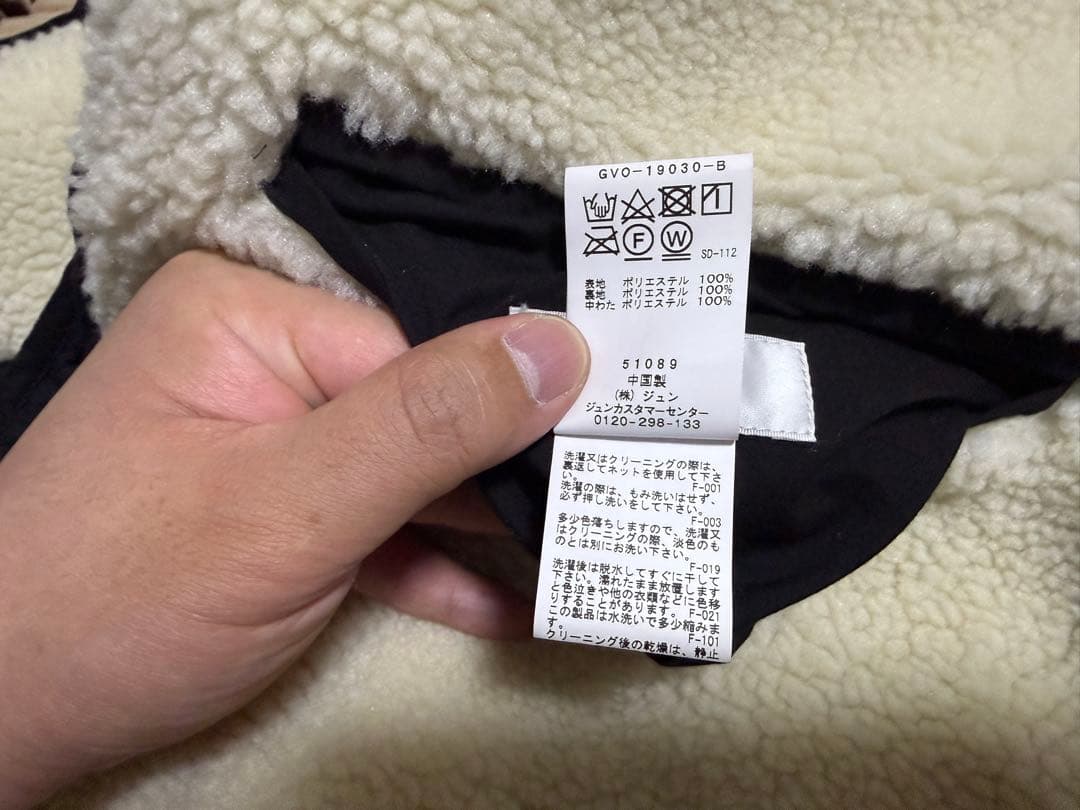 GVO-19030-B
F W
SD-112
表地 ポリエステル 100%
裏地 ポリエステル 100%
中わた ポリエステル 100%
51089
中国製
(株) ジュン
ジュンカスタマーセンター
0120-298-133
洗濯又はクリーニングの際は、
裏返してネットを使用して下さ
い。 F-001
洗濯の際は、もみ洗いはせず、
必ず押し洗いをして下さい。
F-003
多少色落ちしますので、洗濯又
はクリーニングの際、淡色のも
のとは別にお洗い下さい。
F-019
洗濯後は脱水してすぐに干して
下さい。濡れたまま放置します
と色泣きや他の衣類などに色移
りすることがあります。 F-021
この製品は水洗いで多少縮みま
す。 F-101
クリーニング後の乾燥は、静止